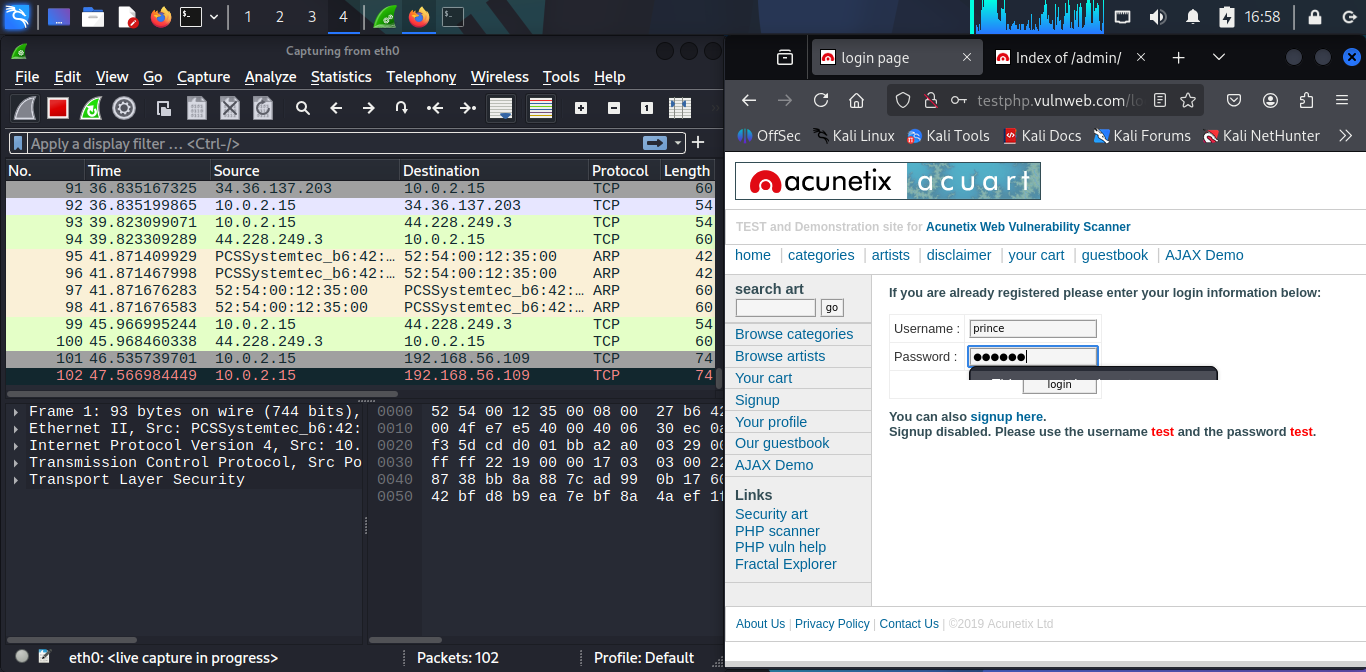 1 2 3 4 16:58
Capturing from eth0
File Edit View Go Capture Analyze Statistics Telephony Wireless Tools Help
Apply a display filter ... <Ctrl-/>
No. Time Source Destination Protocol Length
91 36.835167325 34.36.137.203 10.0.2.15 TCP 60
92 36.835199865 10.0.2.15 34.36.137.203 TCP 54
93 39.823099071 10.0.2.15 44.228.249.3 TCP 54
94 39.823309289 44.228.249.3 10.0.2.15 TCP 60
95 41.871409929 PCSSystemtec_b6:42:... 52:54:00:12:35:00 ARP 42
96 41.871467998 PCSSystemtec_b6:42:... 52:54:00:12:35:00 ARP 42
97 41.871676283 52:54:00:12:35:00 PCSSystemtec_b6:42:... ARP 60
98 41.871676583 52:54:00:12:35:00 PCSSystemtec_b6:42:... ARP 60
99 45.966995244 10.0.2.15 44.228.249.3 TCP 54
100 45.968460338 44.228.249.3 10.0.2.15 TCP 60
101 46.535739701 10.0.2.15 192.168.56.109 TCP 74
102 47.566984449 10.0.2.15 192.168.56.109 TCP 74
Frame 1: 93 bytes on wire (744 bits),
Ethernet II, Src: PCSSystemtec_b6:42:
Internet Protocol Version 4, Src: 10.
Transmission Control Protocol, Src Po
Transport Layer Security
0000 52 54 00 12 35 00 08 00 27 b6 42
0010 00 4f e7 e5 40 00 40 06 30 ec 0a
0020 f3 5d cd d0 01 bb a2 a0 03 29 00
0030 ff ff 22 19 00 00 17 03 03 00 22
0040 87 38 bb 8a 88 7c ad 99 0b 17 60
0050 42 bf d8 b9 ea 7e bf 8a 4a ef 1f
eth0: <live capture in progress> Packets: 102 Profile: Default
login page Index of /admin/
testphp.vulnweb.com/lo
OffSec Kali Linux Kali Tools Kali Docs Kali Forums Kali NetHunter
acunetix acuart
TEST and Demonstration site for Acunetix Web Vulnerability Scanner
home | categories | artists | disclaimer | your cart | guestbook | AJAX Demo
search art
go
Browse categories
Browse artists
Your cart
Signup
Your profile
Our guestbook
AJAX Demo
Links
Security art
PHP scanner
PHP vuln help
Fractal Explorer
If you are already registered please enter your login information below:
Username : prince
Password : ●●●●●●
login
You can also signup here.
Signup disabled. Please use the username test and the password test.
About Us | Privacy Policy | Contact Us | ©2019 Acunetix Ltd